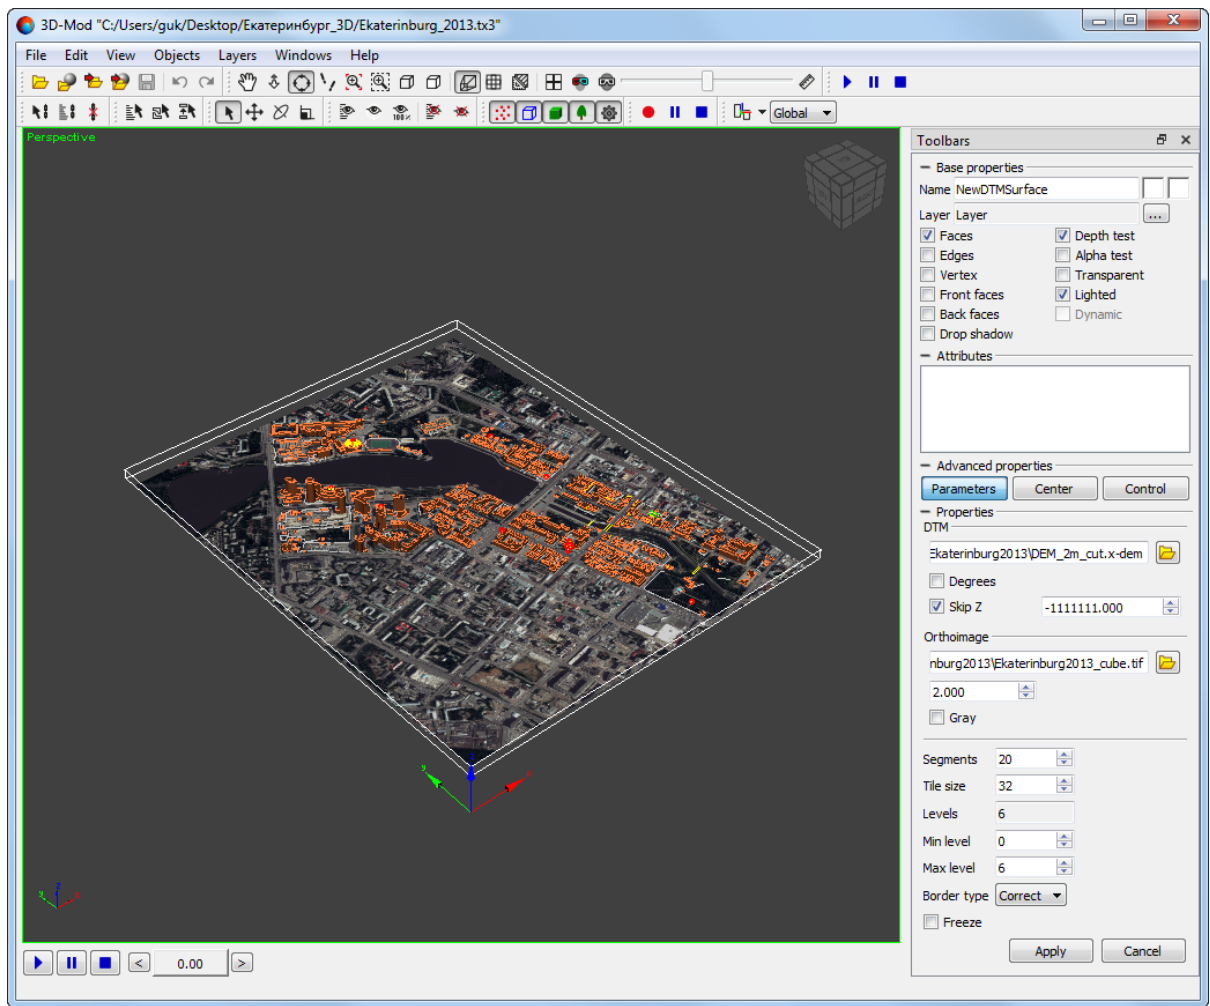 3D-Mod "C:/Users/guk/Desktop/Екатеринбург_3D/Ekaterinburg_2013.tx3"
File Edit View Objects Layers Windows Help
100%
Global
Perspective
Toolbars
Base properties
Name NewDTMSurface
Layer Layer ...
Faces Depth test
Edges Alpha test
Vertex Transparent
Front faces Lighted
Back faces Dynamic
Drop shadow
Attributes
Advanced properties
Parameters Center Control
Properties
DTM
Ekaterinburg2013\DEM_2m_cut.x-dem
Degrees
Skip Z -1111111.000
Orthoimage
nburg2013\Ekaterinburg2013_cube.tif
2.000
Gray
Segments 20
Tile size 32
Levels 6
Min level 0
Max level 6
Border type Correct
Freeze
Apply Cancel
z
y x
z
y x
< 0.00 >